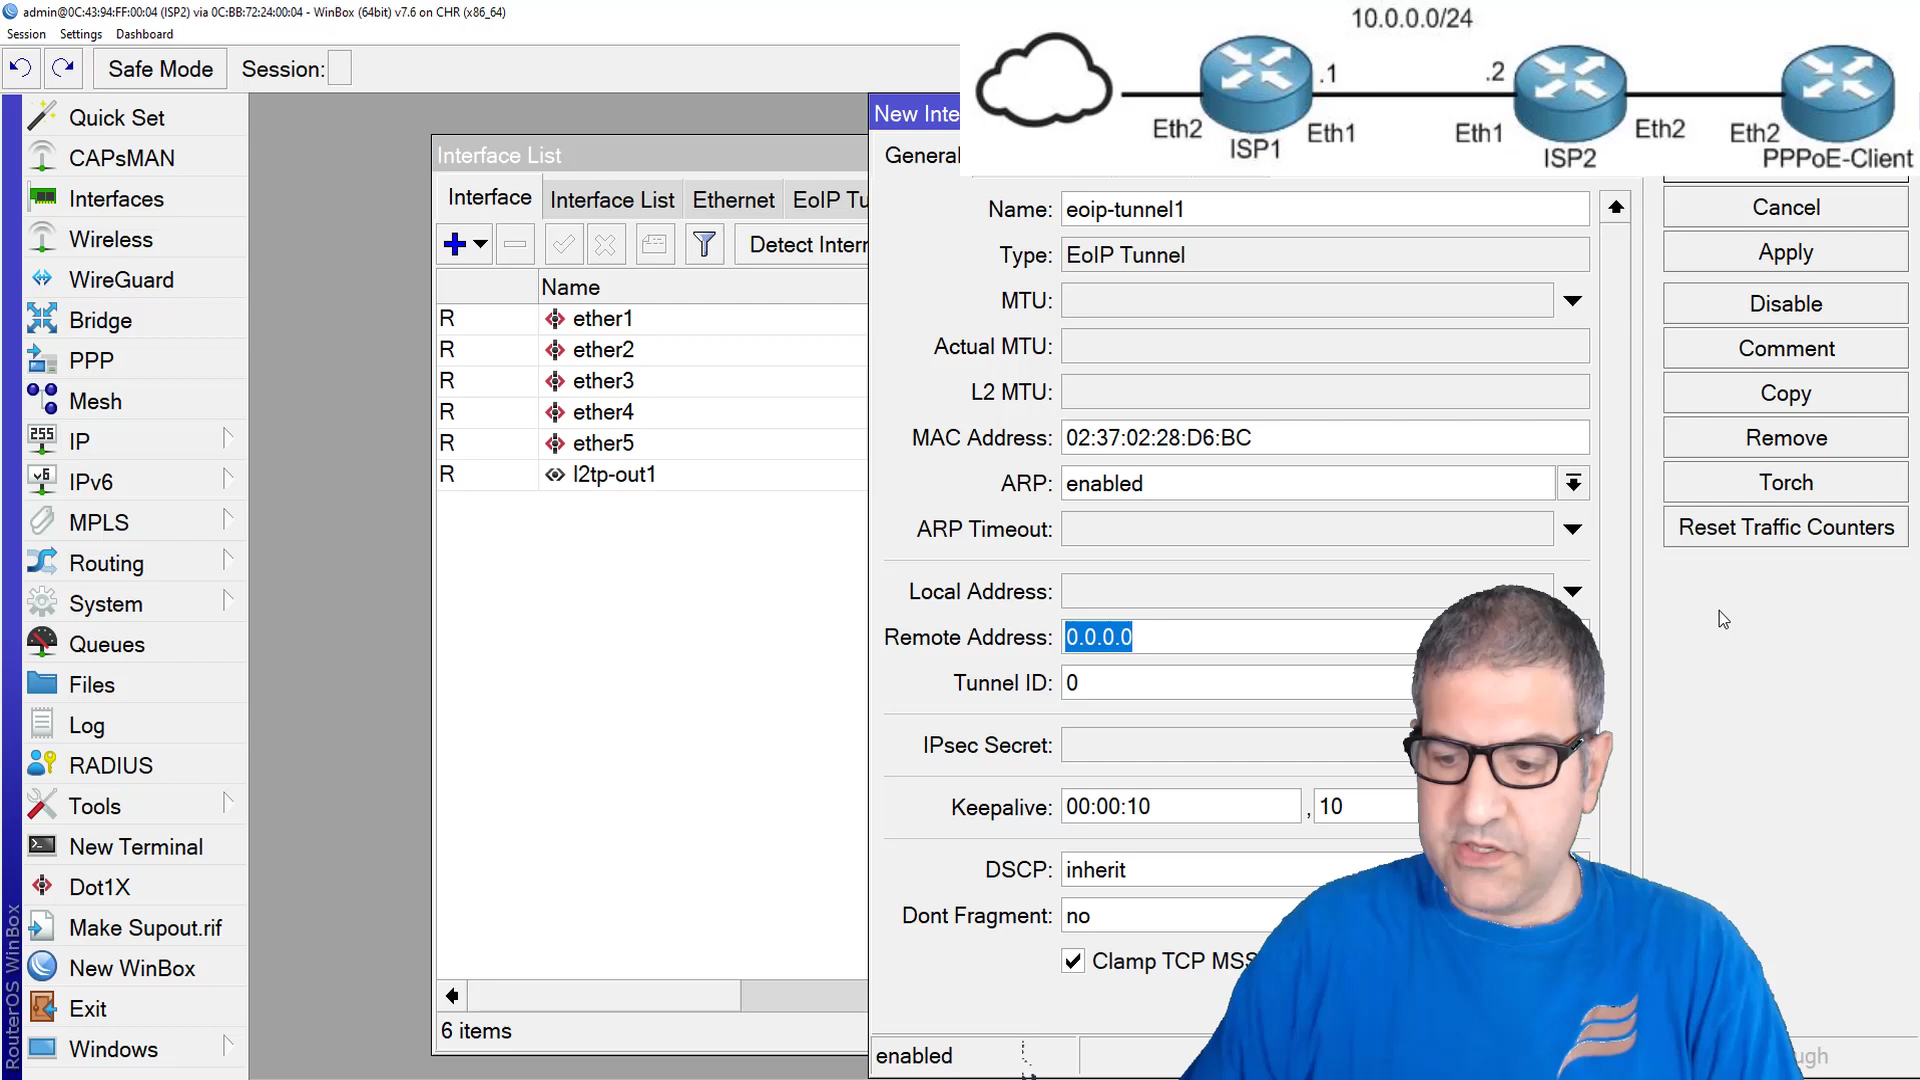 admin@0C:43:94:FF:00:04 (ISP2) via 0C:BB:72:24:00:04 - WinBox (64bit) v7.6 on CHR (x86_64)
Session Settings Dashboard
Safe Mode Session:
10.0.0.0/24
.1 .2
Eth2 ISP1 Eth1 Eth1 ISP2 Eth2 Eth2 PPPoE-Client
Quick Set
CAPsMAN
Interfaces
Wireless
WireGuard
Bridge
PPP
Mesh
IP
IPv6
MPLS
Routing
System
Queues
Files
Log
RADIUS
Tools
New Terminal
Dot1X
Make Supout.rif
New WinBox
Exit
Windows
RouterOS WinBox
Interface List
Interface Interface List Ethernet EoIP Tu
Detect Intern
Name
R ether1
R ether2
R ether3
R ether4
R ether5
R l2tp-out1
6 items
New Inte
General
Name: eoip-tunnel1
Type: EoIP Tunnel
MTU:
Actual MTU:
L2 MTU:
MAC Address: 02:37:02:28:D6:BC
ARP: enabled
ARP Timeout:
Local Address:
Remote Address: 0.0.0.0
Tunnel ID: 0
IPsec Secret:
Keepalive: 00:00:10 , 10
DSCP: inherit
Dont Fragment: no
Clamp TCP MSS
enabled
ugh
Cancel
Apply
Disable
Comment
Copy
Remove
Torch
Reset Traffic Counters
255
v6